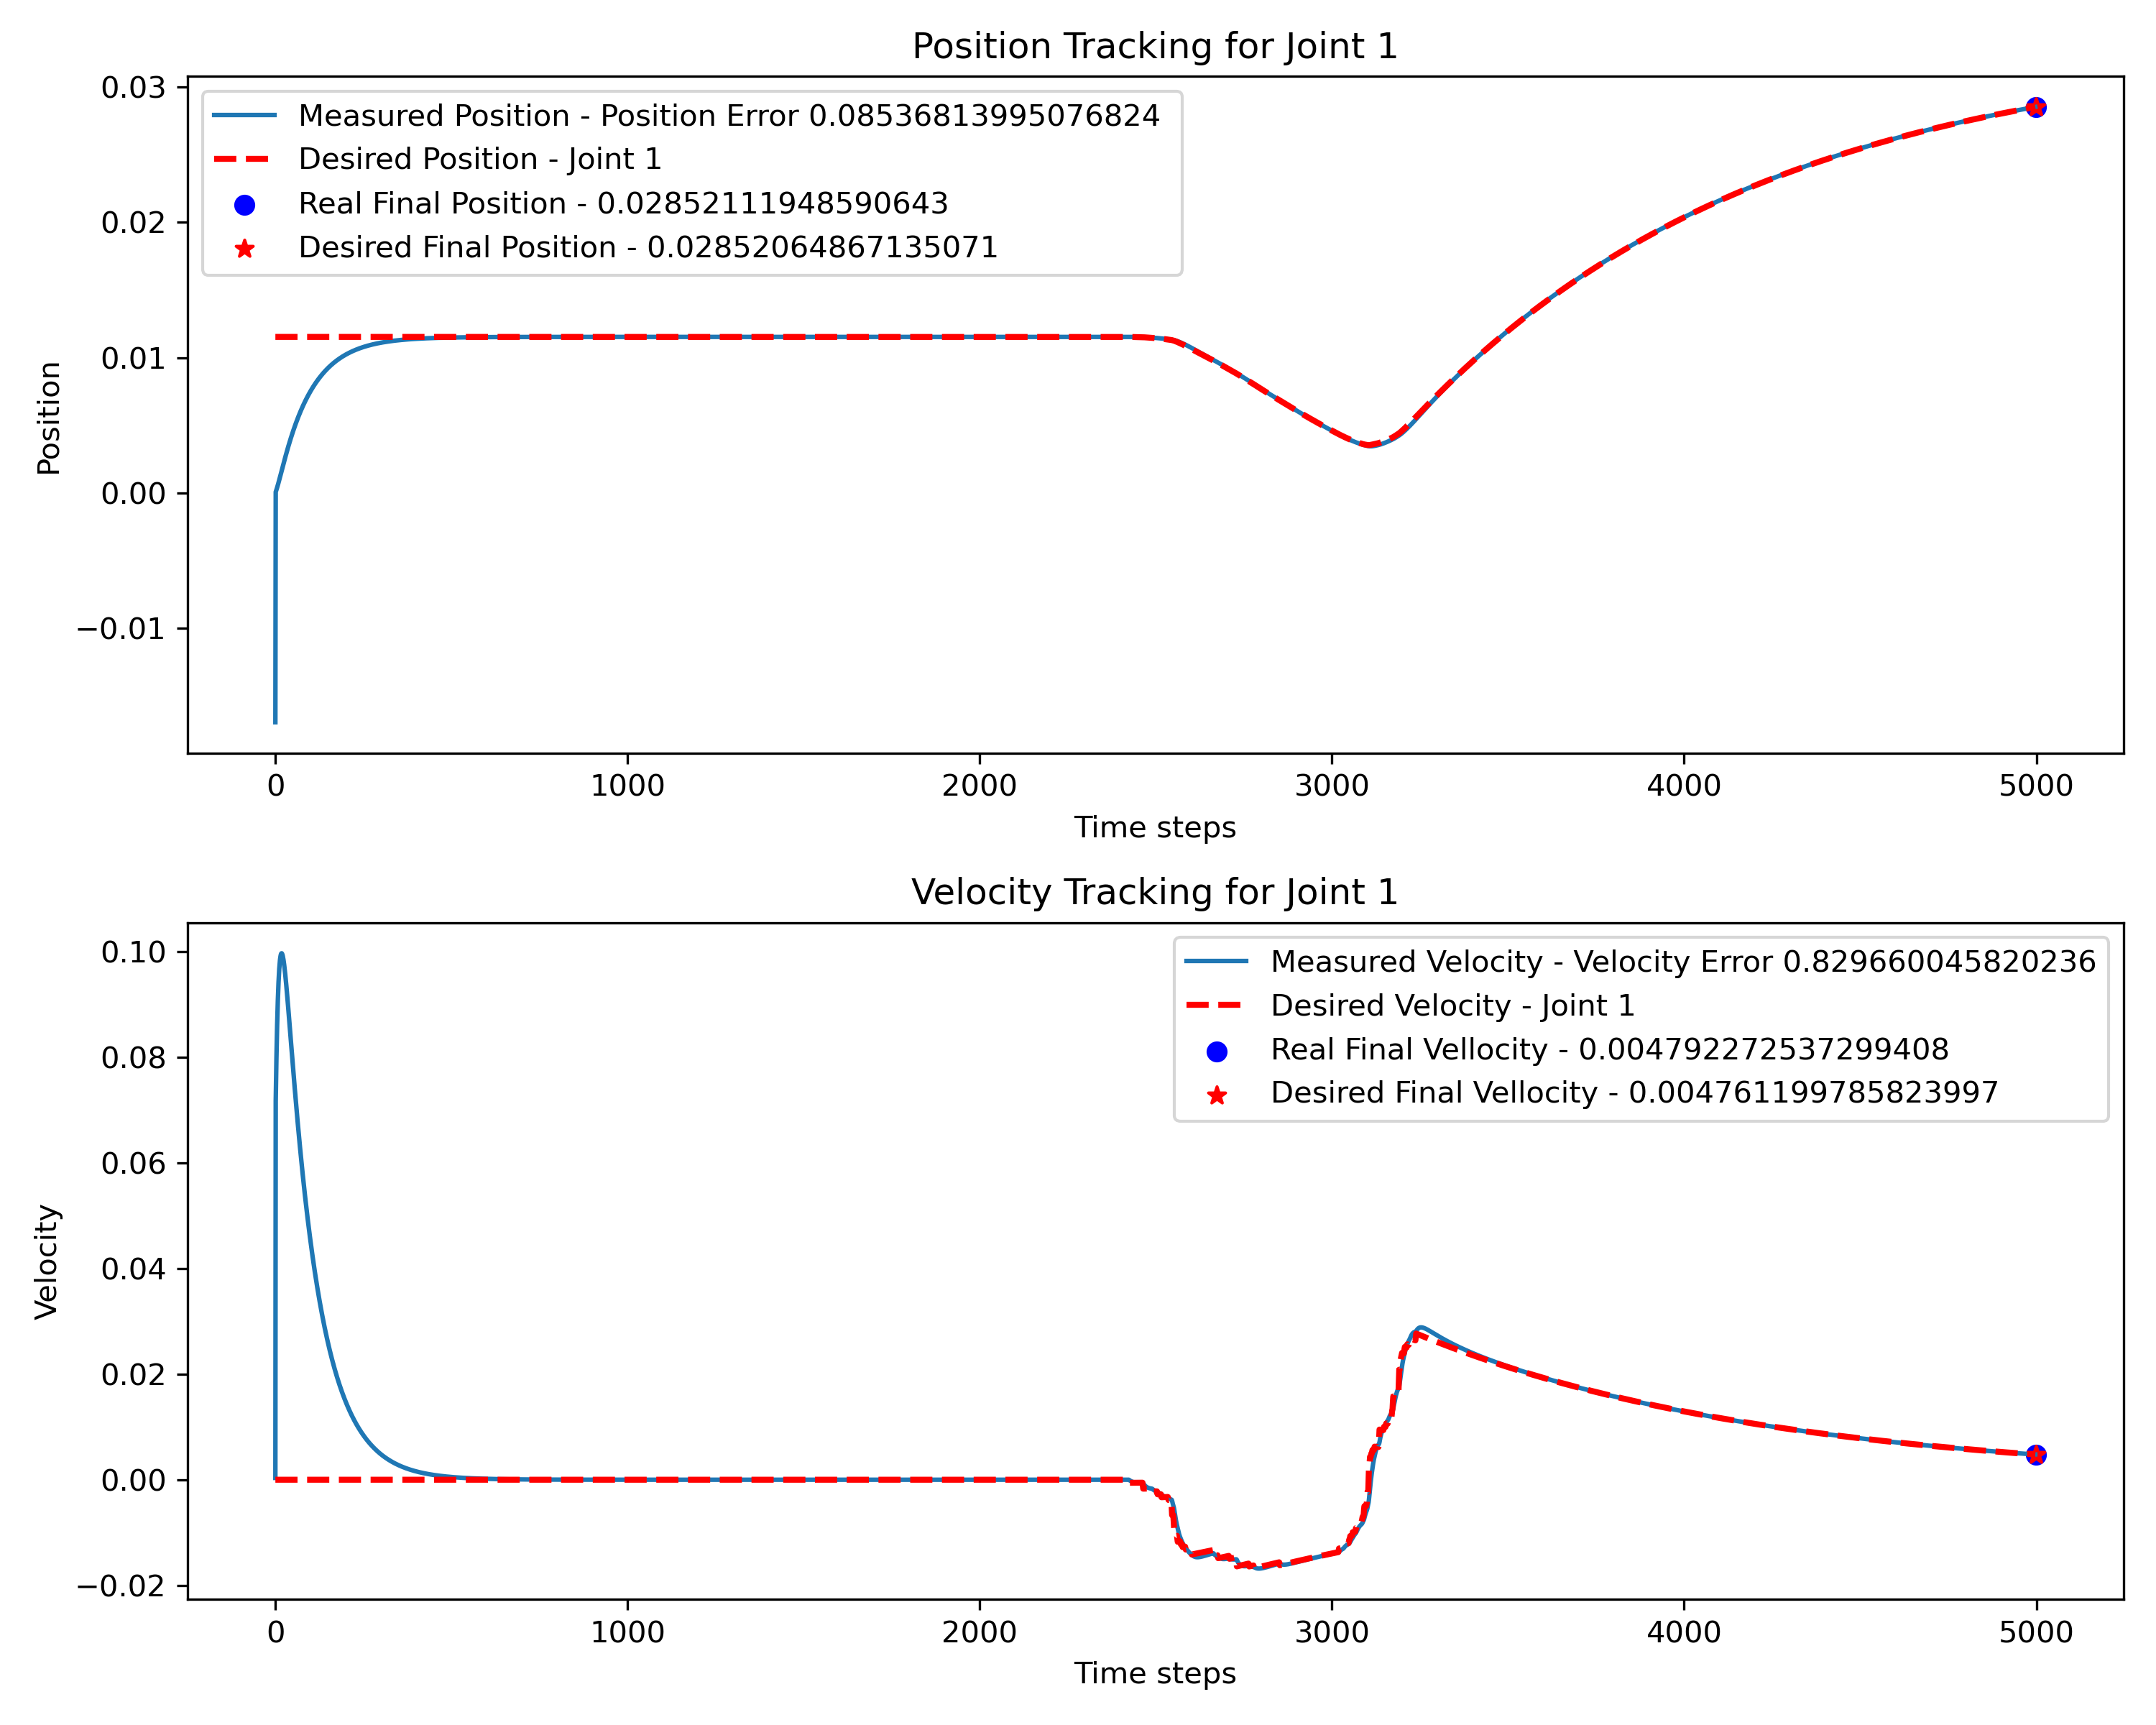 Position Tracking for Joint 1
0.03
0.02
0.01
0.00
−0.01
Position
Measured Position - Position Error 0.08536813995076824
Desired Position - Joint 1
Real Final Position - 0.02852111948590643
Desired Final Position - 0.02852064867135071
0 1000 2000 3000 4000 5000
Time steps
Velocity Tracking for Joint 1
0.10
0.08
0.06
0.04
0.02
0.00
−0.02
Velocity
Measured Velocity - Velocity Error 0.829660045820236
Desired Velocity - Joint 1
Real Final Vellocity - 0.004792272537299408
Desired Final Vellocity - 0.004761199785823997
0 1000 2000 3000 4000 5000
Time steps